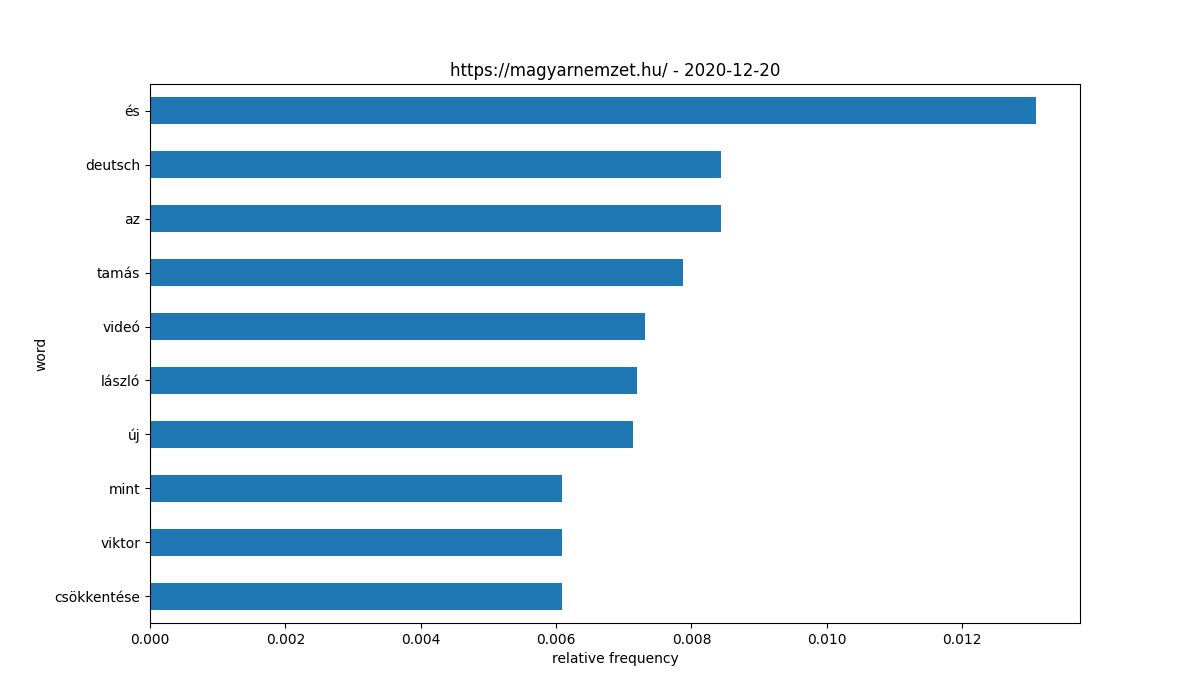 https://magyarnemzet.hu/ - 2020-12-20
és
deutsch
az
tamás
videó
lászló
új
mint
viktor
csökkentése
word
0.000 0.002 0.004 0.006 0.008 0.010 0.012
relative frequency